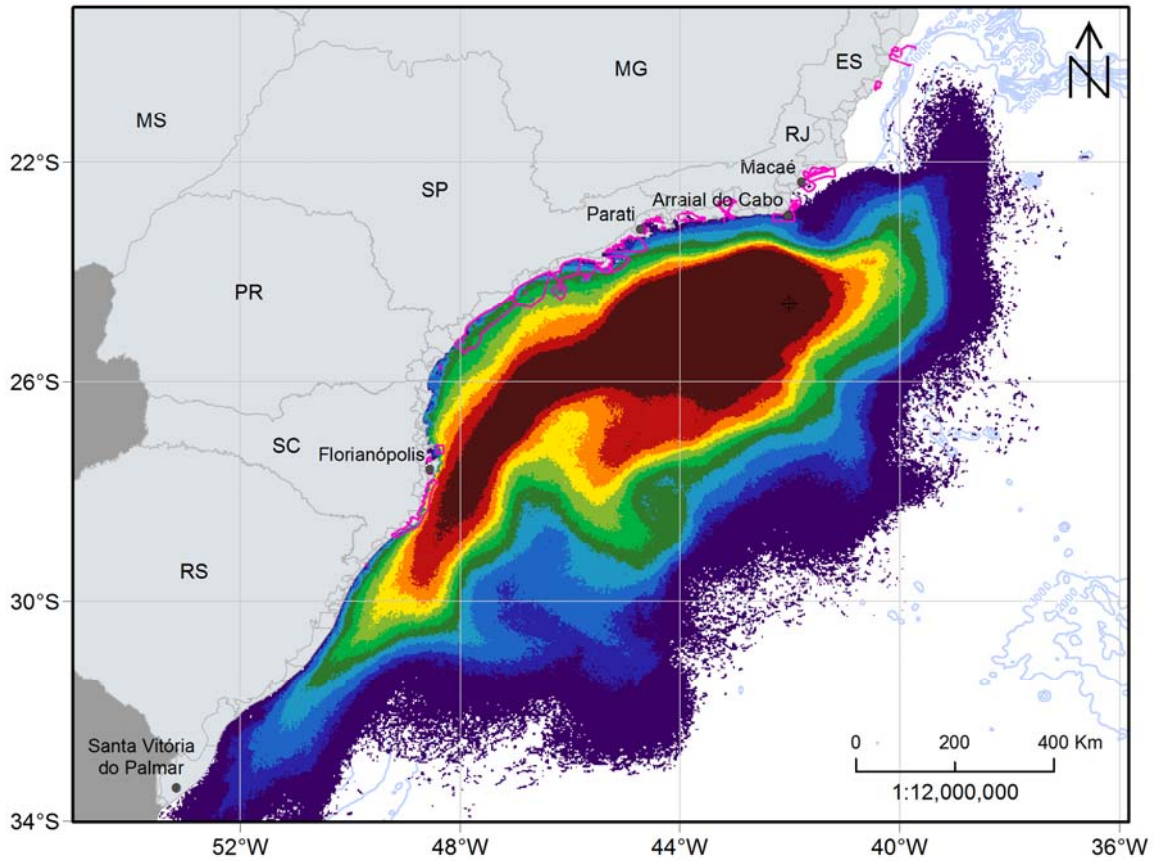 N
ES
MG
MS
RJ
22°S
Macaé
SP
Arraial do Cabo
Parati
PR
26°S
SC
Florianópolis
RS
30°S
Santa Vitória
do Palmar
0 200 400 Km
1:12,000,000
34°S
52°W 48°W 44°W 40°W 36°W